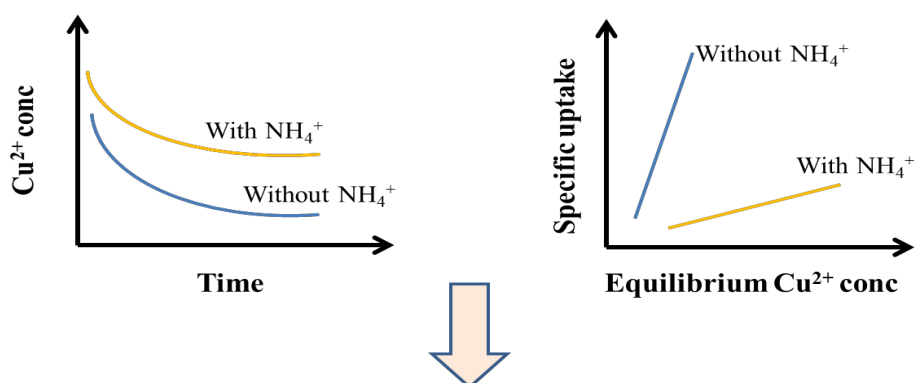 Cu²⁺ conc
With NH₄⁺
Without NH₄⁺
Time
Specific uptake
Without NH₄⁺
With NH₄⁺
Equilibrium Cu²⁺ conc